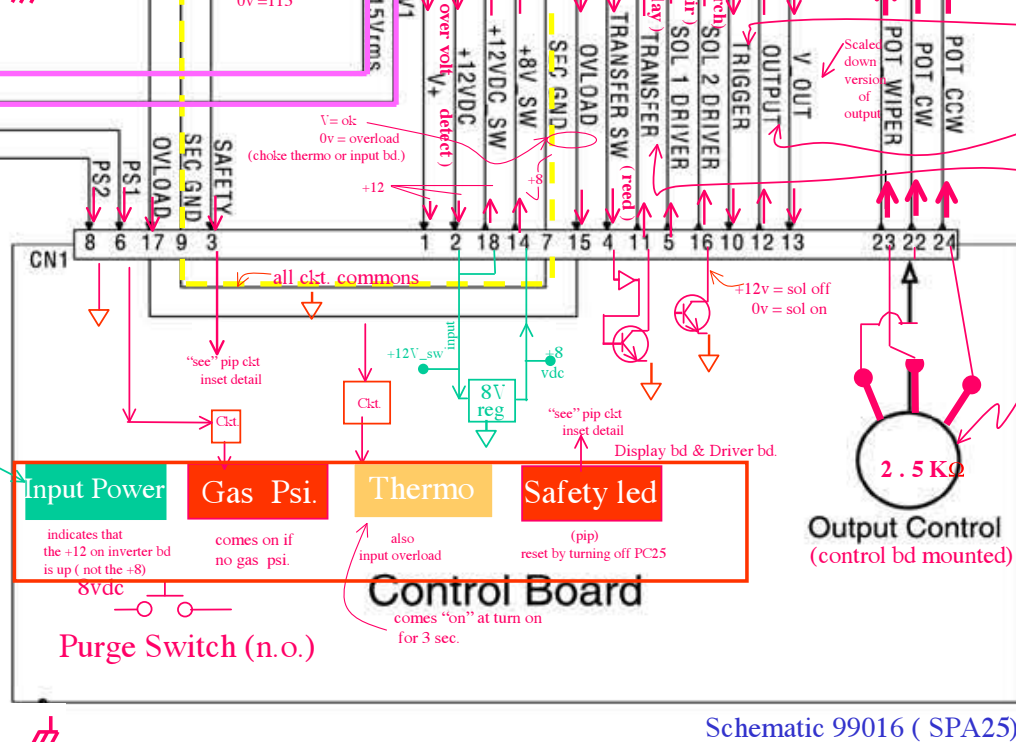 0v =115
15Vrms
V1
over volt detect )
V+
+12VDC
+12VDC_SW
+8V_SW
SEC GND
OVLOAD
TRANSFER SW
( reed )
TRANSFER
SOL 1 DRIVER
SOL 2 DRIVER
TRIGGER
OUTPUT
V_OUT
POT_WIPER
POT_CW
POT_CCW
Scaled
down
version
of
output
V= ok
0v = overload
(choke thermo or input bd.)
+12
+8
PS2
PS1
OVLOAD
SEC GND
SAFETY
CN1
8 6 17 9 3 1 2 18 14 7 15 4 11 5 16 10 12 13 23 22 24
all ckt. commons
+12v = sol off
0v = sol on
input
+12V_sw
+8
vdc
8V
reg
"see" pip ckt
inset detail
Ckt.
Ckt.
"see" pip ckt
inset detail
Display bd & Driver bd.
2 . 5 KΩ
Output Control
(control bd mounted)
Input Power
Gas Psi.
Thermo
Safety led
indicates that
the +12 on inverter bd
is up ( not the +8)
comes on if
no gas psi.
also
input overload
(pip)
reset by turning off PC25
8vdc
Control Board
comes "on" at turn on
for 3 sec.
Purge Switch (n.o.)
Schematic 99016 ( SPA25)